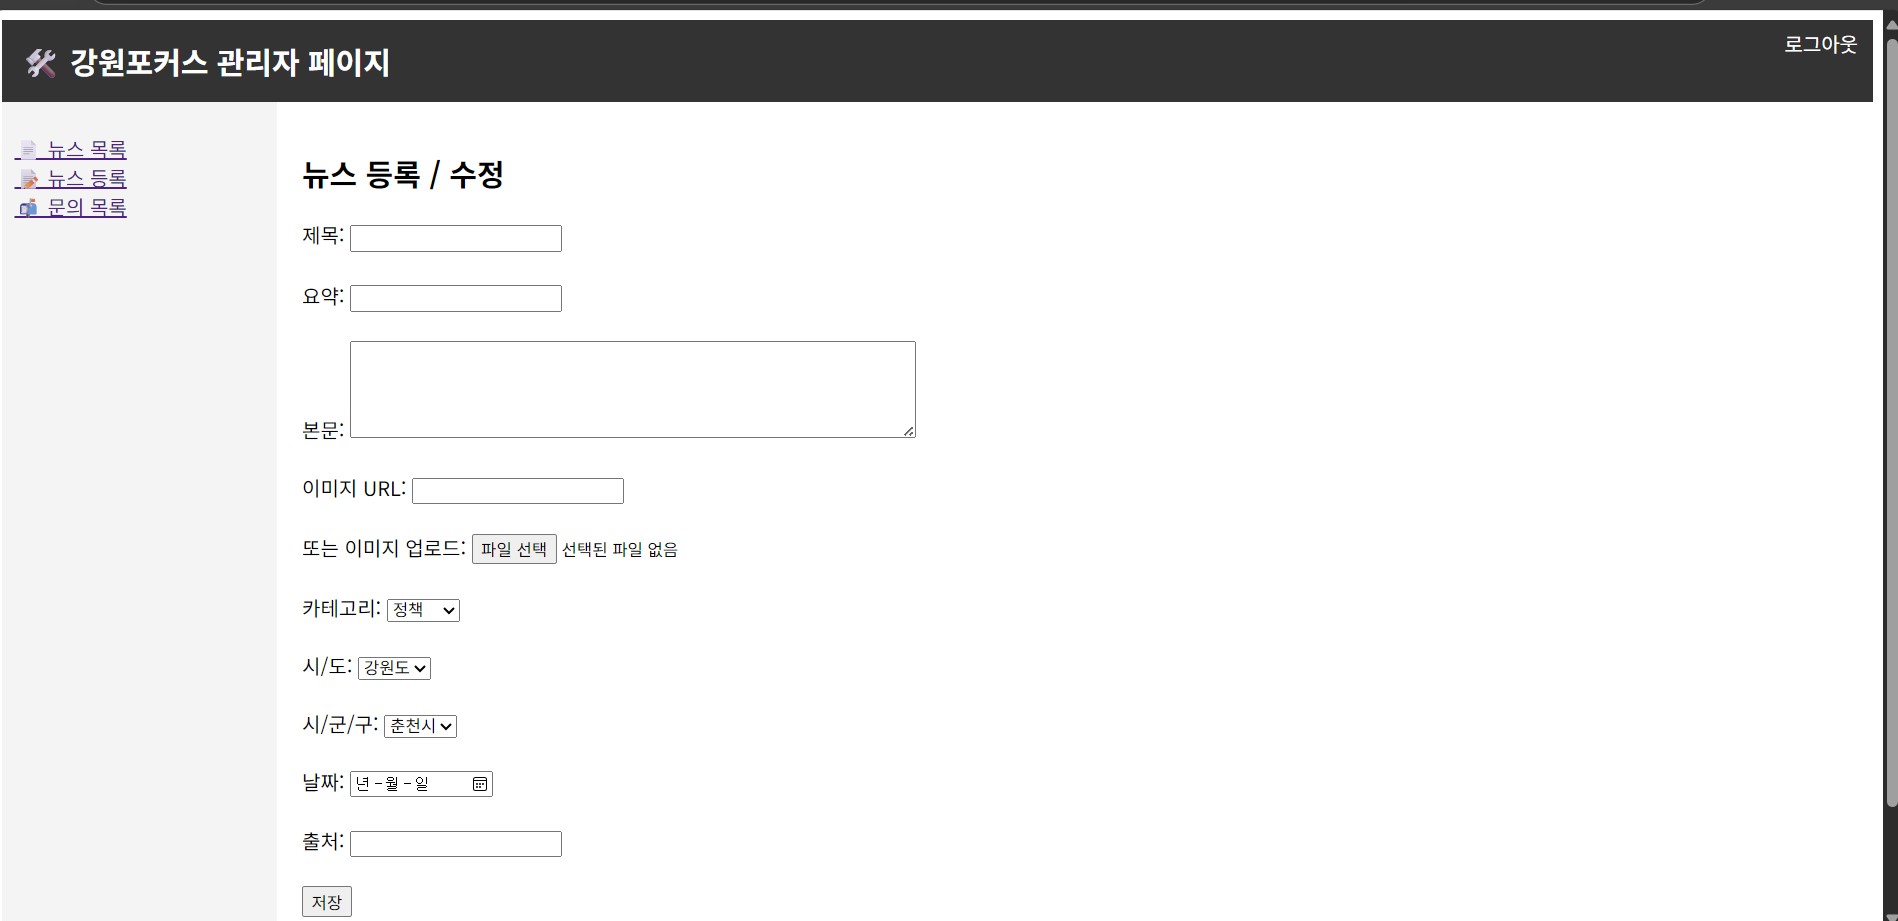 강원포커스 관리자 페이지
로그아웃
뉴스 목록
뉴스 등록
문의 목록
뉴스 등록 / 수정
제목:
요약:
본문:
이미지 URL:
또는 이미지 업로드: 파일 선택 선택된 파일 없음
카테고리: 정책
시/도: 강원도
시/군/구: 춘천시
날짜: 년-월-일
출처:
저장